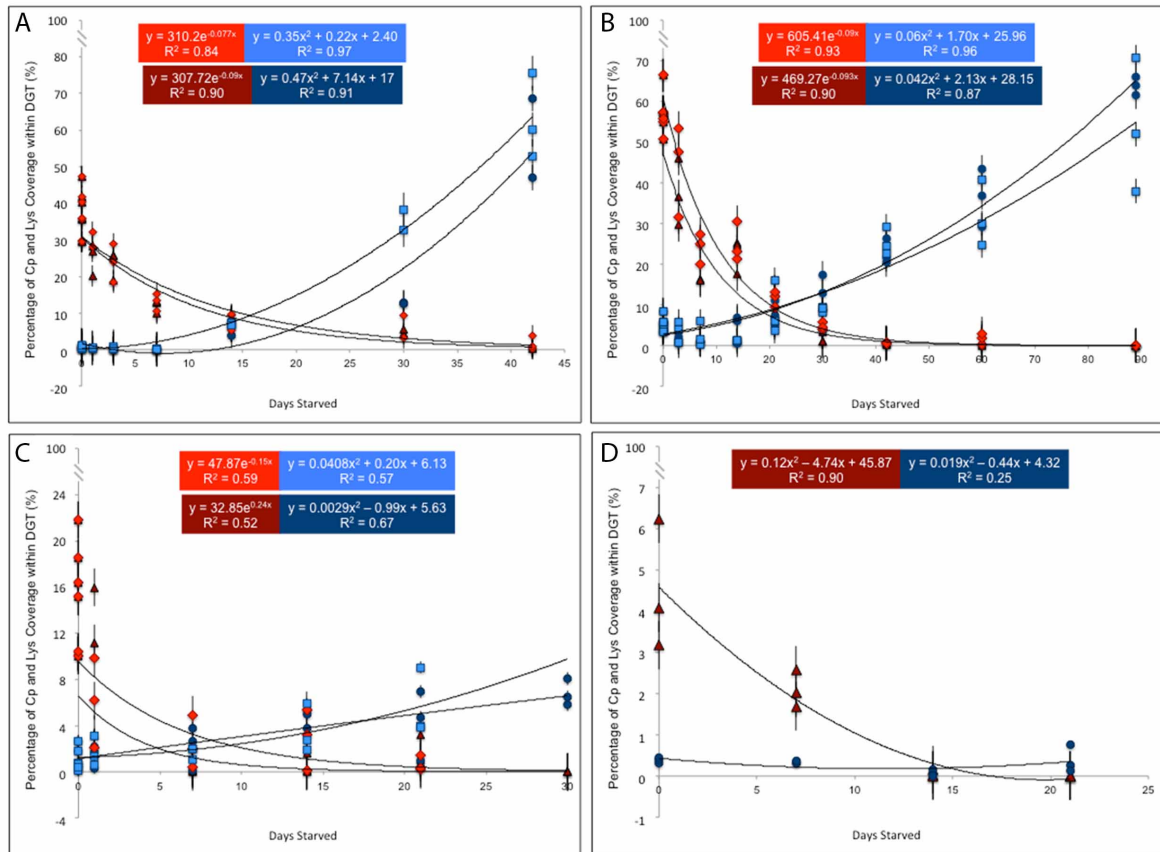 A
Percentage of Cp and Lys Coverage within DGT (%)
100
80
70
60
50
40
30
20
10
0
-20
y = 310.2e^-0.077x
R² = 0.84
y = 0.35x² + 0.22x + 2.40
R² = 0.97
y = 307.72e^-0.09x
R² = 0.90
y = 0.47x² + 7.14x + 17
R² = 0.91
0 5 10 15 20 25 30 35 40 45
Days Starved
B
Percentage of Cp and Lys Coverage within DGT (%)
100
70
60
50
40
30
20
10
0
-20
y = 605.41e^-0.09x
R² = 0.93
y = 0.06x² + 1.70x + 25.96
R² = 0.96
y = 469.27e^-0.093x
R² = 0.90
y = 0.042x² + 2.13x + 28.15
R² = 0.87
0 10 20 30 40 50 60 70 80 90
Days Starved
C
Percentage of Cp and Lys Coverage within DGT (%)
100
24
20
16
12
8
4
0
-4
y = 47.87e^-0.15x
R² = 0.59
y = 0.0408x² + 0.20x + 6.13
R² = 0.57
y = 32.85e^0.24x
R² = 0.52
y = 0.0029x² – 0.99x + 5.63
R² = 0.67
0 5 10 15 20 25 30
Days Starved
D
Percentage of Cp and Lys Coverage within DGT (%)
100
7
6
5
4
3
2
1
0
-1
y = 0.12x² – 4.74x + 45.87
R² = 0.90
y = 0.019x² – 0.44x + 4.32
R² = 0.25
0 5 10 15 20 25
Days Starved